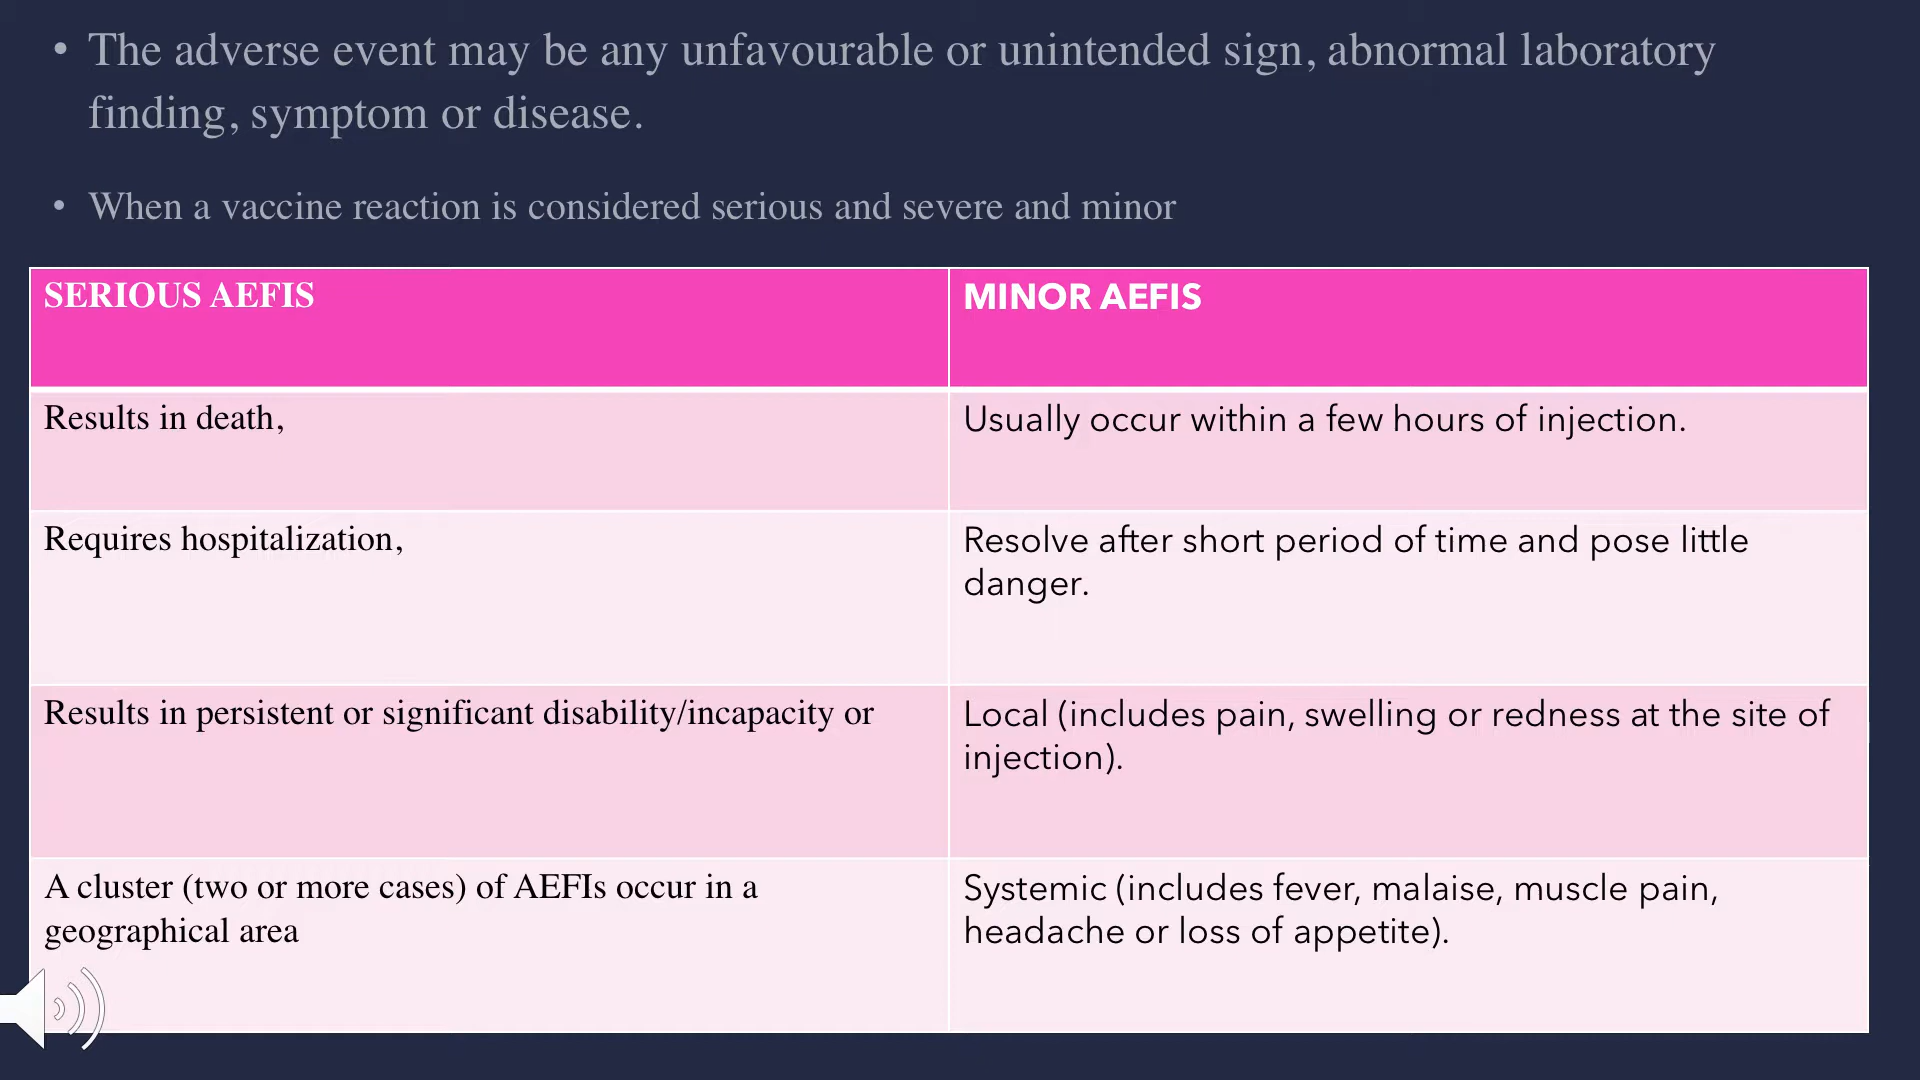 • The adverse event may be any unfavourable or unintended sign, abnormal laboratory
finding, symptom or disease.
• When a vaccine reaction is considered serious and severe and minor
SERIOUS AEFIS
MINOR AEFIS
Results in death,
Usually occur within a few hours of injection.
Requires hospitalization,
Resolve after short period of time and pose little
danger.
Results in persistent or significant disability/incapacity or
Local (includes pain, swelling or redness at the site of
injection).
A cluster (two or more cases) of AEFIs occur in a
geographical area
Systemic (includes fever, malaise, muscle pain,
headache or loss of appetite).